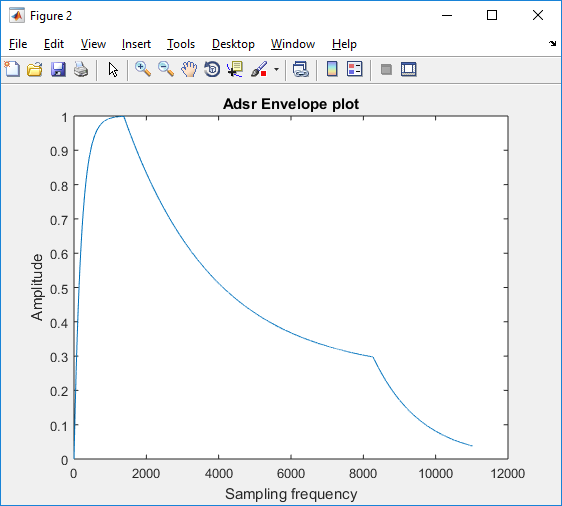 Figure 2
File Edit View Insert Tools Desktop Window Help
Adsr Envelope plot
1
0.9
0.8
0.7
0.6
0.5
0.4
0.3
0.2
0.1
0
Amplitude
0 2000 4000 6000 8000 10000 12000
Sampling frequency